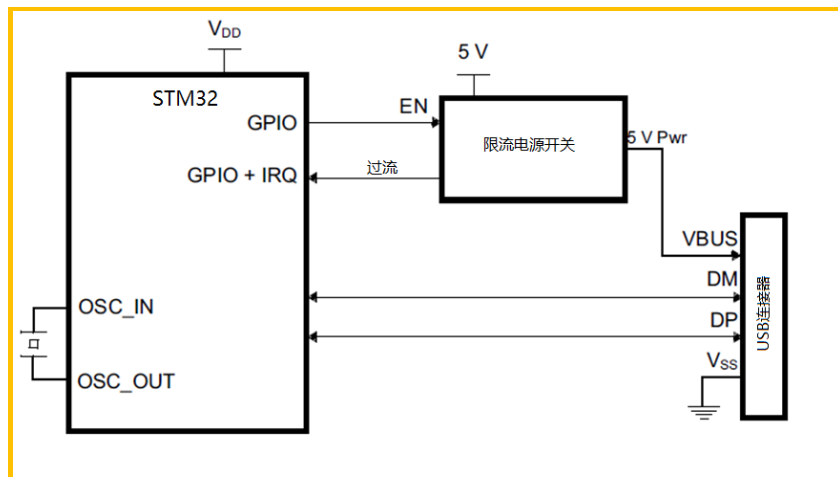 VDD
STM32
5 V
GPIO
EN
限流电源开关
5 V Pwr
GPIO + IRQ
过流
VBUS
DM
OSC_IN
DP
USB连接器
VSS
OSC_OUT